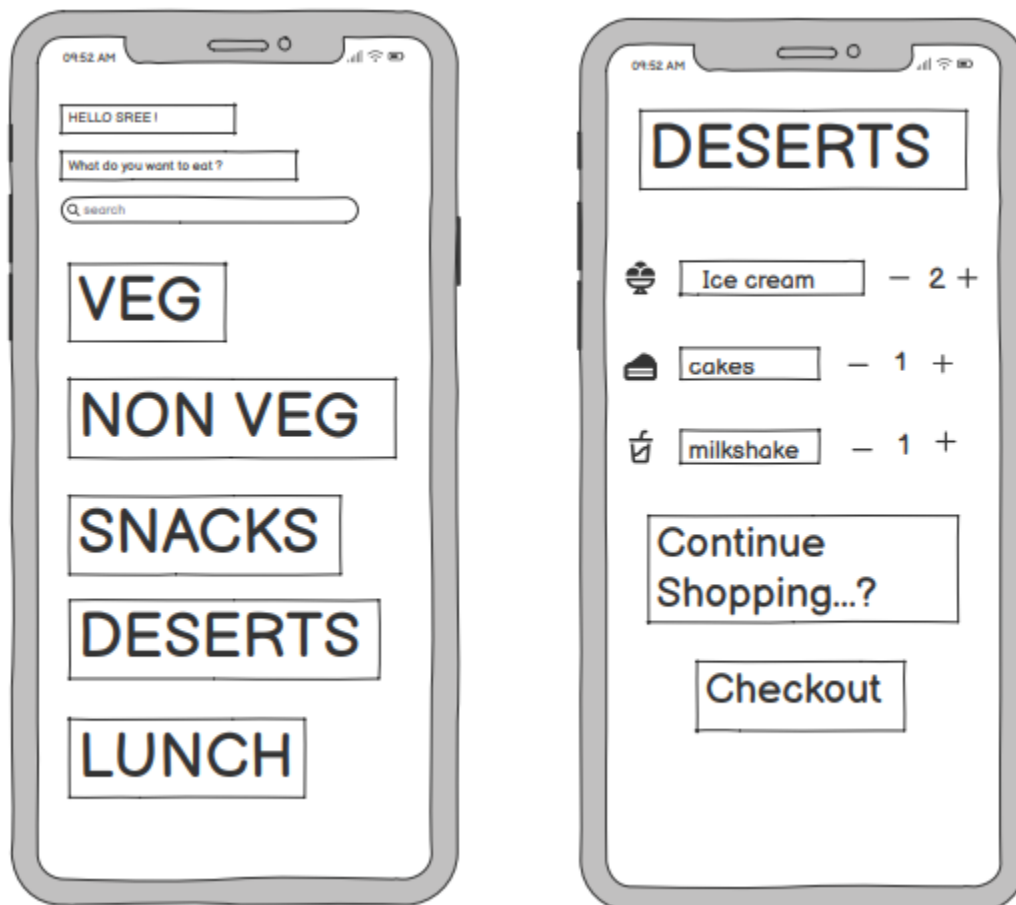 09:52 AM
HELLO SREE !
What do you want to eat ?
search
VEG
NON VEG
SNACKS
DESERTS
LUNCH
09:52 AM
DESERTS
Ice cream — 2 +
cakes — 1 +
milkshake — 1 +
Continue
Shopping...?
Checkout